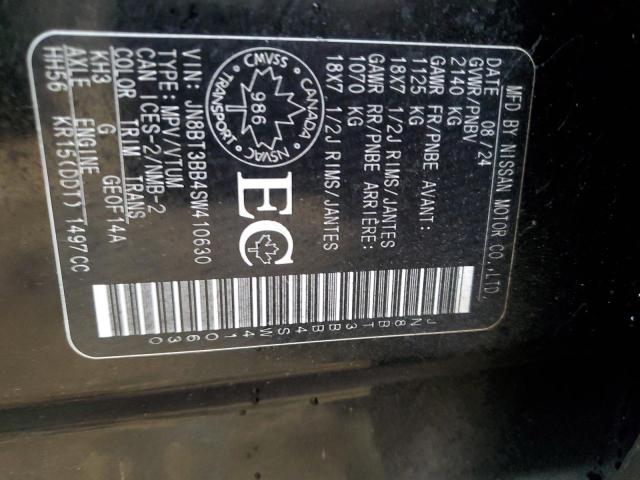 MFD BY NISSAN MOTOR CO.,LTD.
DATE 08/24
GVWR/PNBV
2140 KG
GAWR FR/PNBE AVANT:
1125 KG
18X7 1/2J RIMS/JANTES
GAWR RR/PNBE ARRIÈRE:
1070 KG
18X7 1/2J RIMS/JANTES
CMVSS CANADA NSVAC TRANSPORT
986
EC
VIN: JN8BT3BB4SW410630
TYPE:MPV/VTUM
CAN ICES-2/NMB-2
COLOR TRIM TRANS
KH3 G GE0F14A
AXLE ENGINE
HH56 KR15(DDT) 1497CC
JN8BT3BB4SW410630